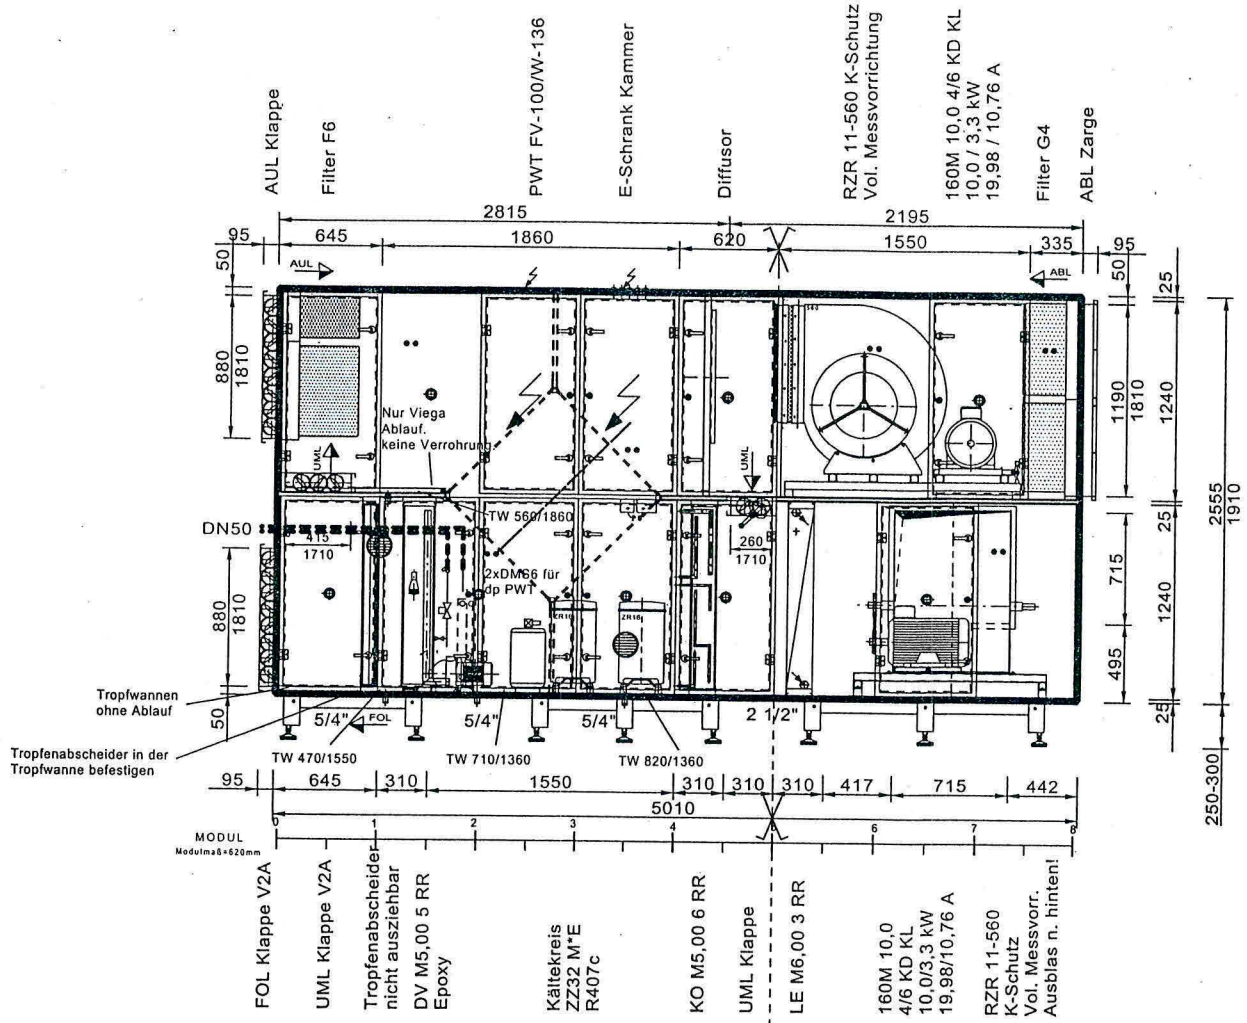 AUL Klappe
Filter F6
PWT FV-100/W-136
E-Schrank Kammer
Diffusor
RZR 11-560 K-Schutz
Vol. Messvorrichtung
160M 10,0 4/6 KD KL
10,0 / 3,3 kW
19,98 / 10,76 A
Filter G4
ABL Zarge
2815
2195
95
645
1860
620
1550
335
95
50
AUL
ABL
50
25
880
1810
Nur Viega
Ablauf.
keine Verrohrung
UML
UML
1190
1810
1240
2555
1910
TW 560/1860
DN50
415
1710
260
1710
25
2xDMS6 für
dp PWT
ZR16
ZR16
880
1810
715
1240
495
Tropfwannen
ohne Ablauf
50
5/4"
FOL
5/4"
5/4"
2 1/2"
25
Tropfenabscheider in der
Tropfwanne befestigen
TW 470/1550
TW 710/1360
TW 820/1360
250-300
95
645
310
1550
310
310
310
417
715
442
5010
MODUL
Modulmaß=620mm
0
1
2
3
4
6
7
8
FOL Klappe V2A
UML Klappe V2A
Tropfenabscheider
nicht ausziehbar
DV M5,00 5 RR
Epoxy
Kältekreis
ZZ32 M*E
R407c
KO M5,00 6 RR
UML Klappe
LE M6,00 3 RR
160M 10,0
4/6 KD KL
10,0/3,3 kW
19,98/10,76 A
RZR 11-560
K-Schutz
Vol. Messvorr.
Ausblas n. hinten!